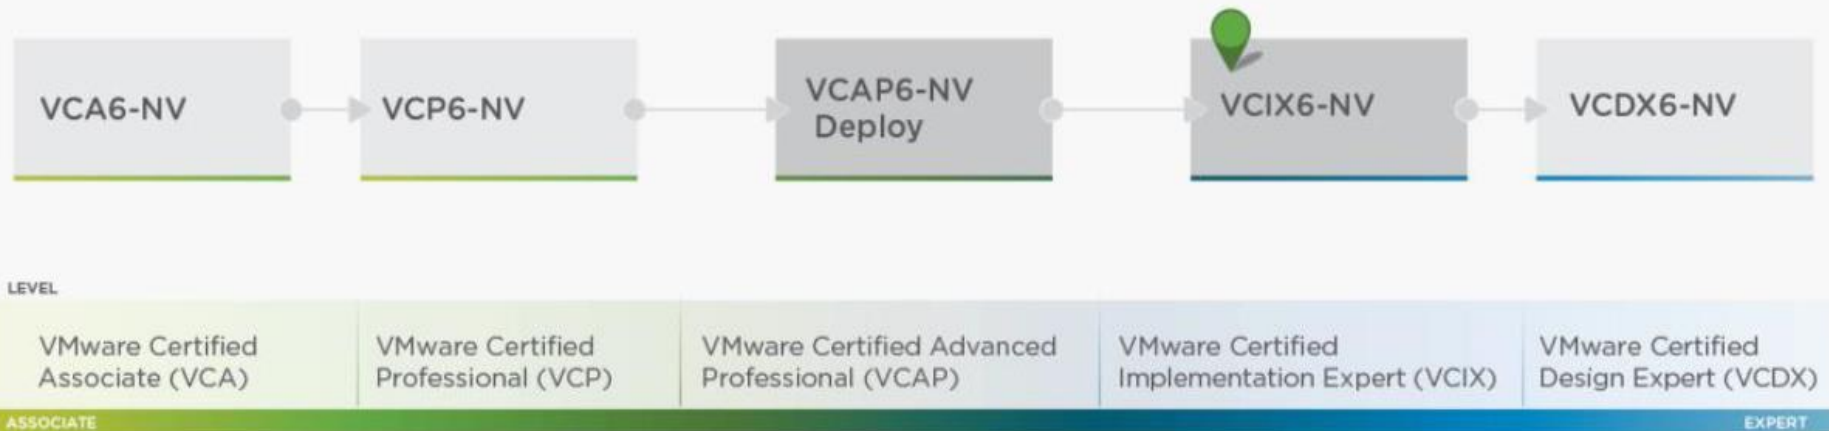 VCA6-NV
VCP6-NV
VCAP6-NV
Deploy
VCIX6-NV
VCDX6-NV
LEVEL
VMware Certified
Associate (VCA)
VMware Certified
Professional (VCP)
VMware Certified Advanced
Professional (VCAP)
VMware Certified
Implementation Expert (VCIX)
VMware Certified
Design Expert (VCDX)
ASSOCIATE
EXPERT